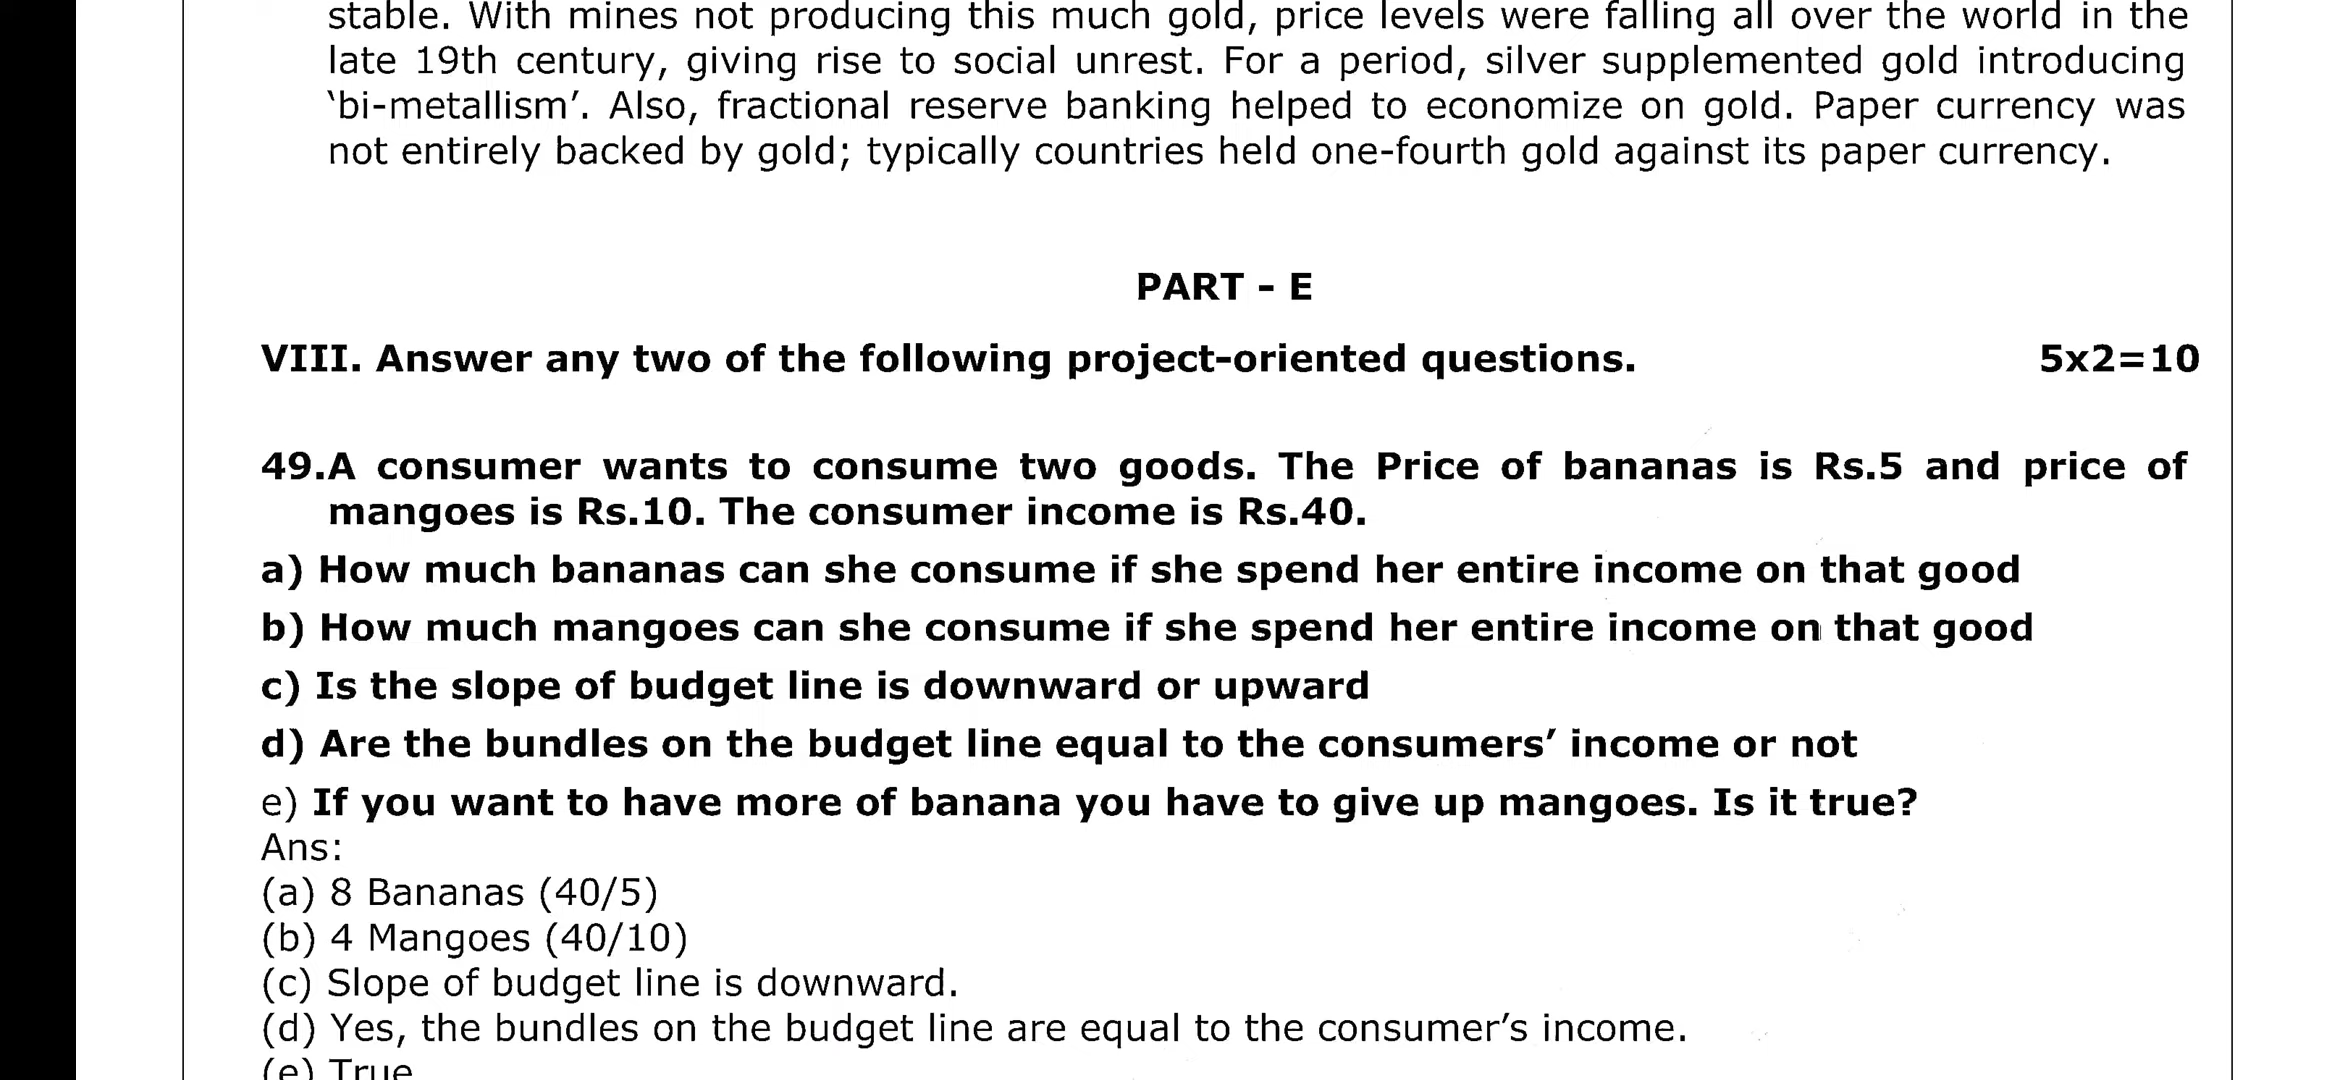 stable. With mines not producing this much gold, price levels were falling all over the world in the
late 19th century, giving rise to social unrest. For a period, silver supplemented gold introducing
‘bi-metallism’. Also, fractional reserve banking helped to economize on gold. Paper currency was
not entirely backed by gold; typically countries held one-fourth gold against its paper currency.
PART - E
VIII. Answer any two of the following project-oriented questions. 5x2=10
49.A consumer wants to consume two goods. The Price of bananas is Rs.5 and price of
mangoes is Rs.10. The consumer income is Rs.40.
a) How much bananas can she consume if she spend her entire income on that good
b) How much mangoes can she consume if she spend her entire income on that good
c) Is the slope of budget line is downward or upward
d) Are the bundles on the budget line equal to the consumers’ income or not
e) If you want to have more of banana you have to give up mangoes. Is it true?
Ans:
(a) 8 Bananas (40/5)
(b) 4 Mangoes (40/10)
(c) Slope of budget line is downward.
(d) Yes, the bundles on the budget line are equal to the consumer’s income.
(e) True